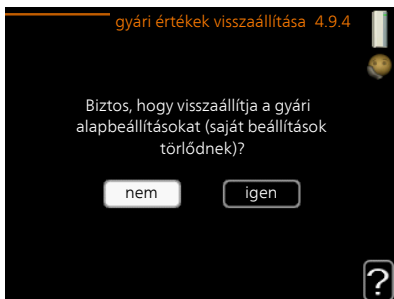 gyári értékek visszaállítása 4.9.4
Biztos, hogy visszaállítja a gyári
alapbeállításokat (saját beállítások
törlődnek)?
nem igen
?